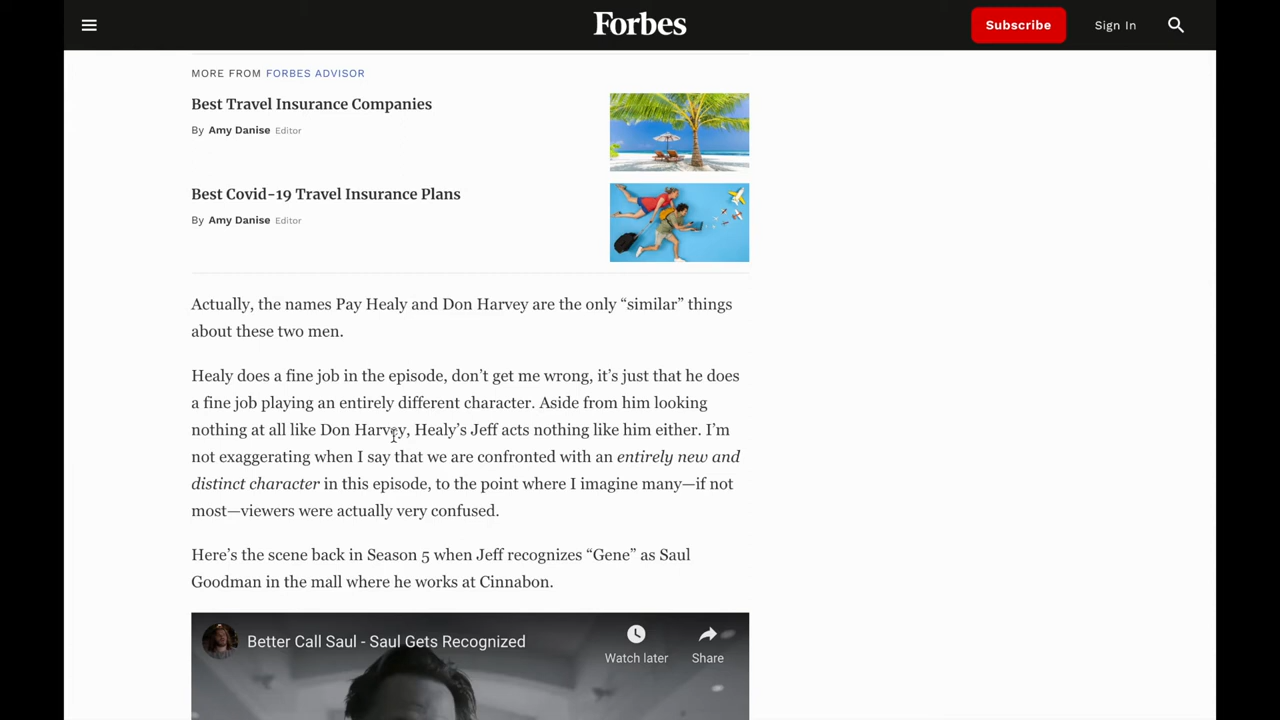 Forbes
Subscribe
Sign In
MORE FROM FORBES ADVISOR
Best Travel Insurance Companies
By Amy Danise Editor
Best Covid-19 Travel Insurance Plans
By Amy Danise Editor
Actually, the names Pay Healy and Don Harvey are the only “similar” things
about these two men.
Healy does a fine job in the episode, don’t get me wrong, it’s just that he does
a fine job playing an entirely different character. Aside from him looking
nothing at all like Don Harvey, Healy’s Jeff acts nothing like him either. I’m
not exaggerating when I say that we are confronted with an entirely new and
distinct character in this episode, to the point where I imagine many—if not
most—viewers were actually very confused.
Here’s the scene back in Season 5 when Jeff recognizes “Gene” as Saul
Goodman in the mall where he works at Cinnabon.
Better Call Saul - Saul Gets Recognized
Watch later
Share